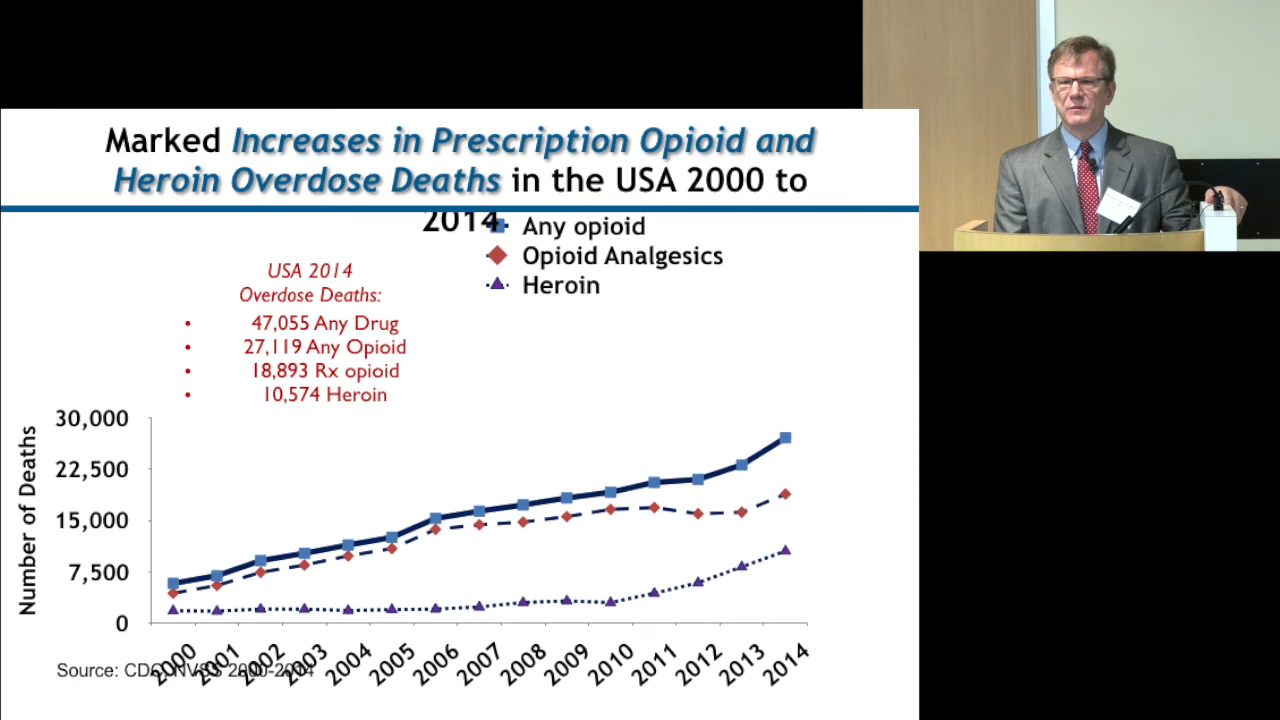 Marked Increases in Prescription Opioid and
Heroin Overdose Deaths in the USA 2000 to
2014
Any opioid
Opioid Analgesics
Heroin
USA 2014
Overdose Deaths:
• 47,055 Any Drug
• 27,119 Any Opioid
• 18,893 Rx opioid
• 10,574 Heroin
Number of Deaths
30,000
22,500
15,000
7,500
0
2000 2001 2002 2003 2004 2005 2006 2007 2008 2009 2010 2011 2012 2013 2014
Source: CDC NVSS 2000-2014